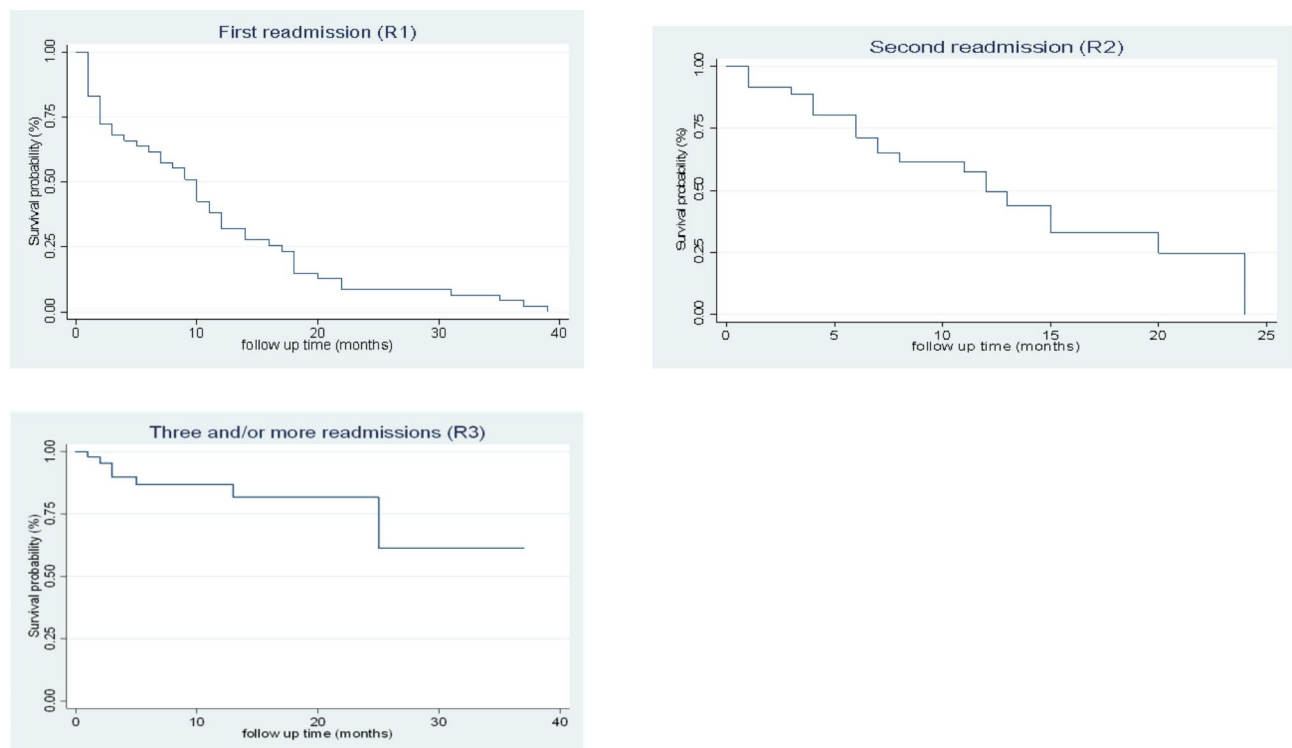 First readmission (R1)
Survival probability (%)
1.00
0.75
0.50
0.25
0.00
0 10 20 30 40
follow up time (months)
Second readmission (R2)
Survival probability (%)
1.00
0.75
0.50
0.25
0.00
0 5 10 15 20 25
follow up time (months)
Three and/or more readmissions (R3)
Survival probability (%)
1.00
0.75
0.50
0.25
0.00
0 10 20 30 40
follow up time (months)